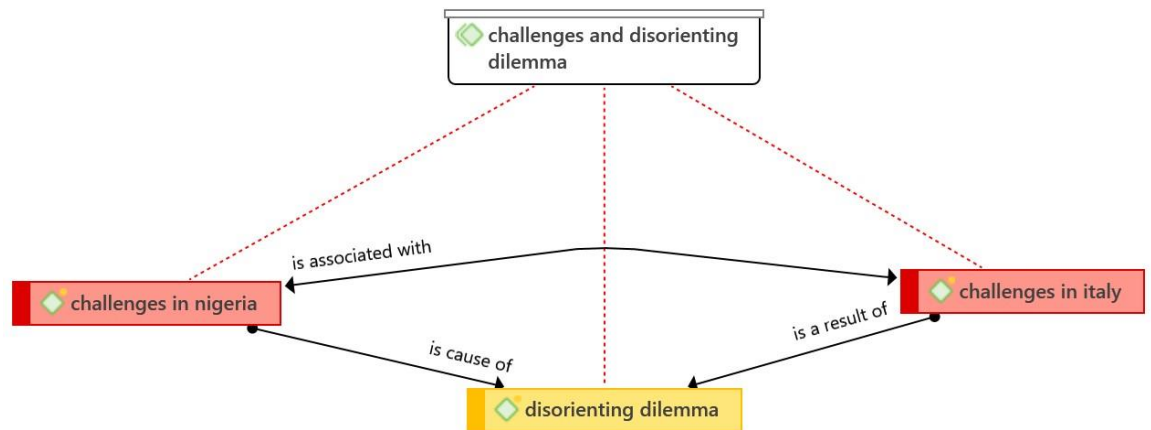 challenges and disorienting
dilemma
is associated with
challenges in nigeria
challenges in italy
is cause of
is a result of
disorienting dilemma